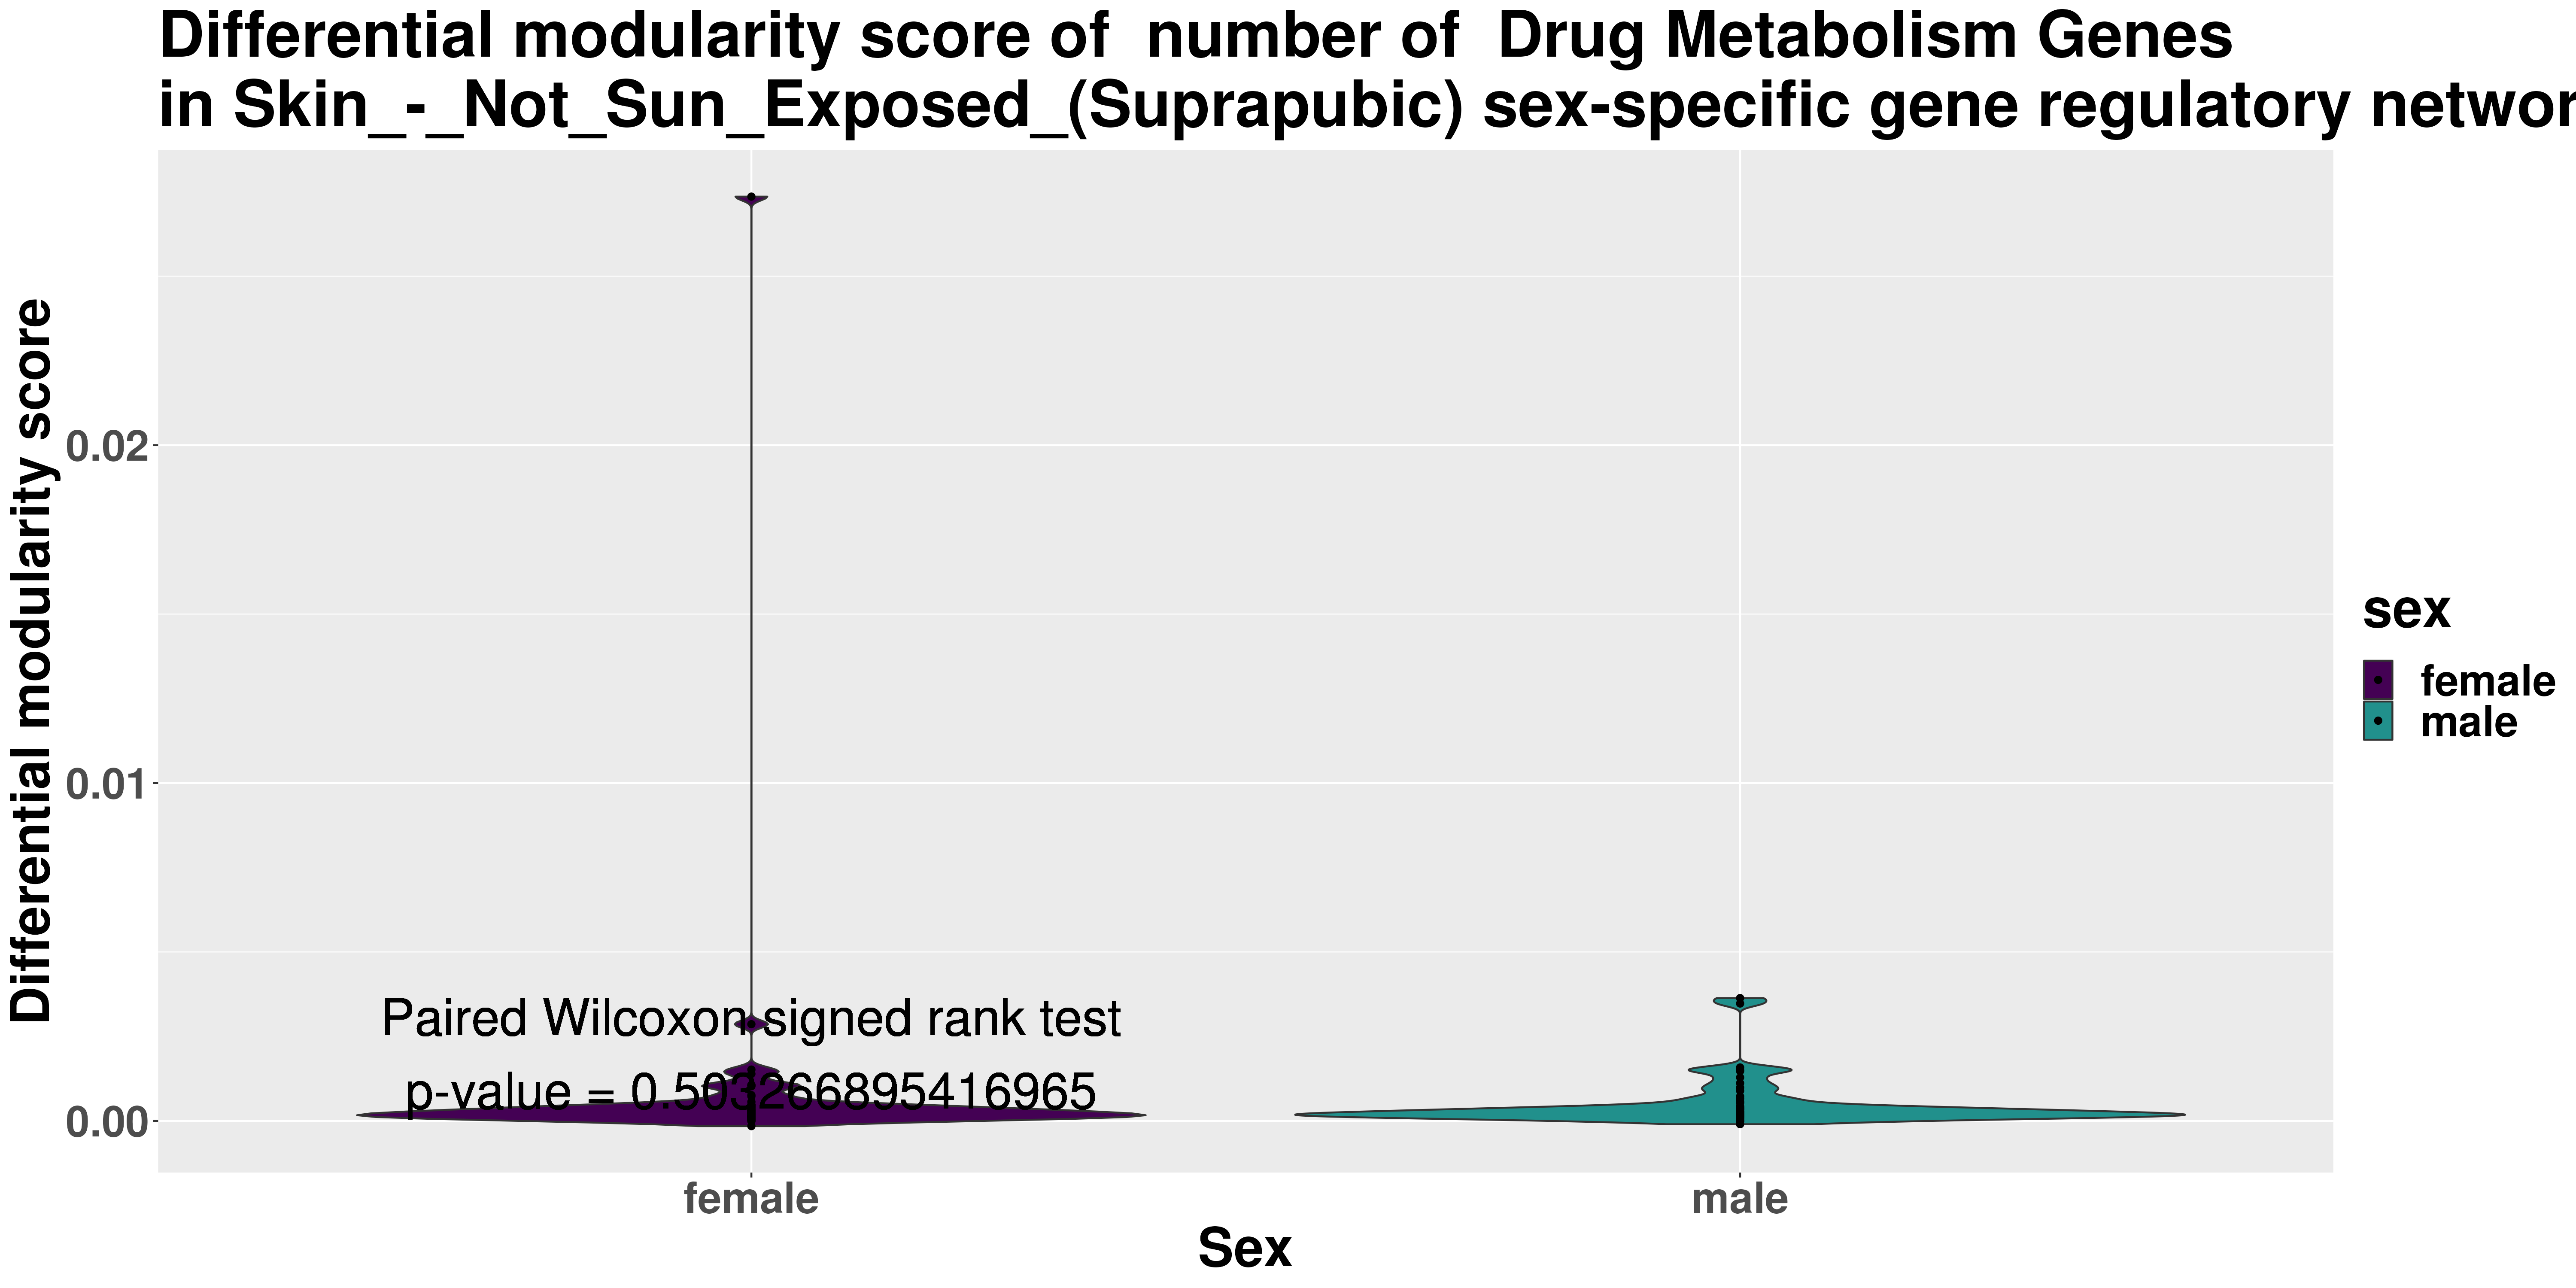 Differential modularity score of  number of  Drug Metabolism Genes
in Skin_-_Not_Sun_Exposed_(Suprapubic) sex-specific gene regulatory networ
Differential modularity score
0.02
0.01
0.00
Paired Wilcoxon signed rank test
p-value = 0.503266895416965
female
male
Sex
sex
female
male